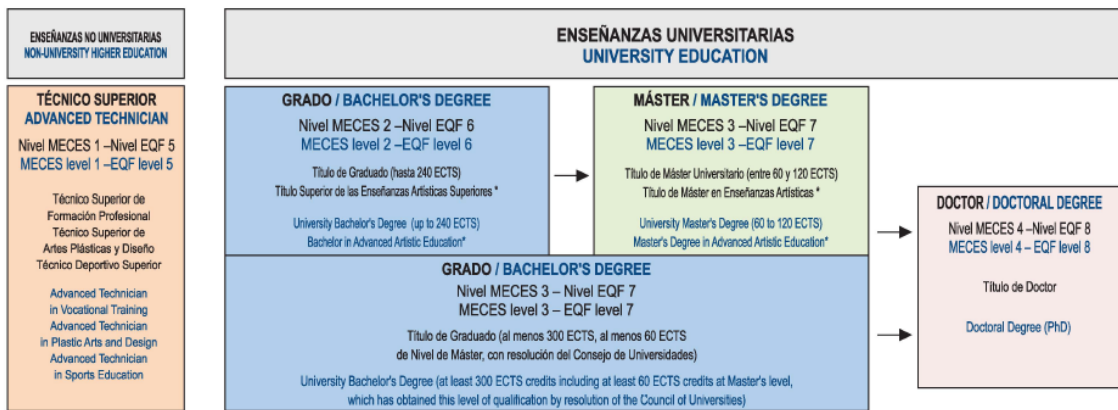 ENSEÑANZAS NO UNIVERSITARIAS
NON-UNIVERSITY HIGHER EDUCATION
TÉCNICO SUPERIOR
ADVANCED TECHNICIAN
Nivel MECES 1 –Nivel EQF 5
MECES level 1 –EQF level 5
Técnico Superior de
Formación Profesional
Técnico Superior de
Artes Plásticas y Diseño
Técnico Deportivo Superior
Advanced Technician
in Vocational Training
Advanced Technician
in Plastic Arts and Design
Advanced Technician
in Sports Education
ENSEÑANZAS UNIVERSITARIAS
UNIVERSITY EDUCATION
GRADO / BACHELOR'S DEGREE
Nivel MECES 2 –Nivel EQF 6
MECES level 2 –EQF level 6
Título de Graduado (hasta 240 ECTS)
Título Superior de las Enseñanzas Artísticas Superiores *
University Bachelor's Degree (up to 240 ECTS)
Bachelor in Advanced Artistic Education*
MÁSTER / MASTER'S DEGREE
Nivel MECES 3 –Nivel EQF 7
MECES level 3 –EQF level 7
Título de Máster Universitario (entre 60 y 120 ECTS)
Título de Máster en Enseñanzas Artísticas *
University Master's Degree (60 to 120 ECTS)
Master's Degree in Advanced Artistic Education*
GRADO / BACHELOR'S DEGREE
Nivel MECES 3 – Nivel EQF 7
MECES level 3 – EQF level 7
Título de Graduado (al menos 300 ECTS, al menos 60 ECTS
de Nivel de Máster, con resolución del Consejo de Universidades)
University Bachelor's Degree (at least 300 ECTS credits including at least 60 ECTS credits at Master's level,
which has obtained this level of qualification by resolution of the Council of Universities)
DOCTOR / DOCTORAL DEGREE
Nivel MECES 4 –Nivel EQF 8
MECES level 4 – EQF level 8
Título de Doctor
Doctoral Degree (PhD)